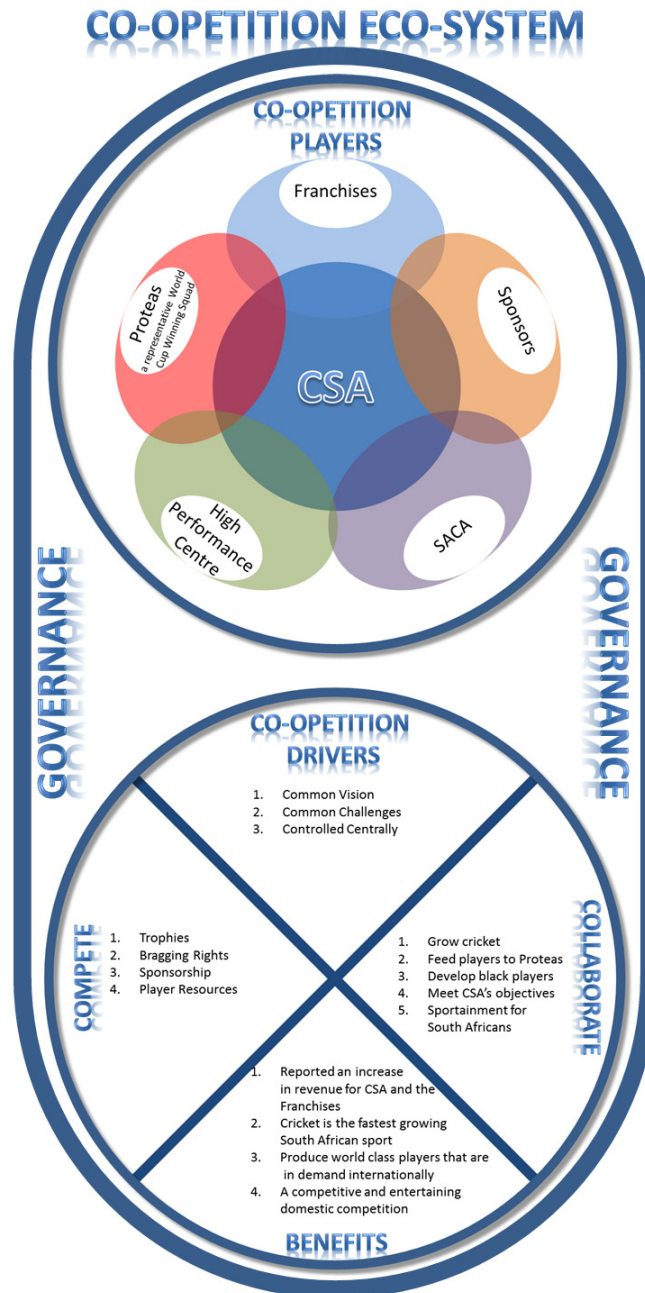 CO-OPETITION ECO-SYSTEM
CO-OPETITION
PLAYERS
Franchises
Proteas
a representative World
Cup Winning Squad
Sponsors
CSA
High
Performance
Centre
SACA
GOVERNANCE
GOVERNANCE
CO-OPETITION
DRIVERS
1. Common Vision
2. Common Challenges
3. Controlled Centrally
COMPETE
1. Trophies
2. Bragging Rights
3. Sponsorship
4. Player Resources
1. Grow cricket
2. Feed players to Proteas
3. Develop black players
4. Meet CSA's objectives
5. Sportainment for
South Africans
COLLABORATE
1. Reported an increase
in revenue for CSA and the
Franchises
2. Cricket is the fastest growing
South African sport
3. Produce world class players that are
in demand internationally
4. A competitive and entertaining
domestic competition
BENEFITS